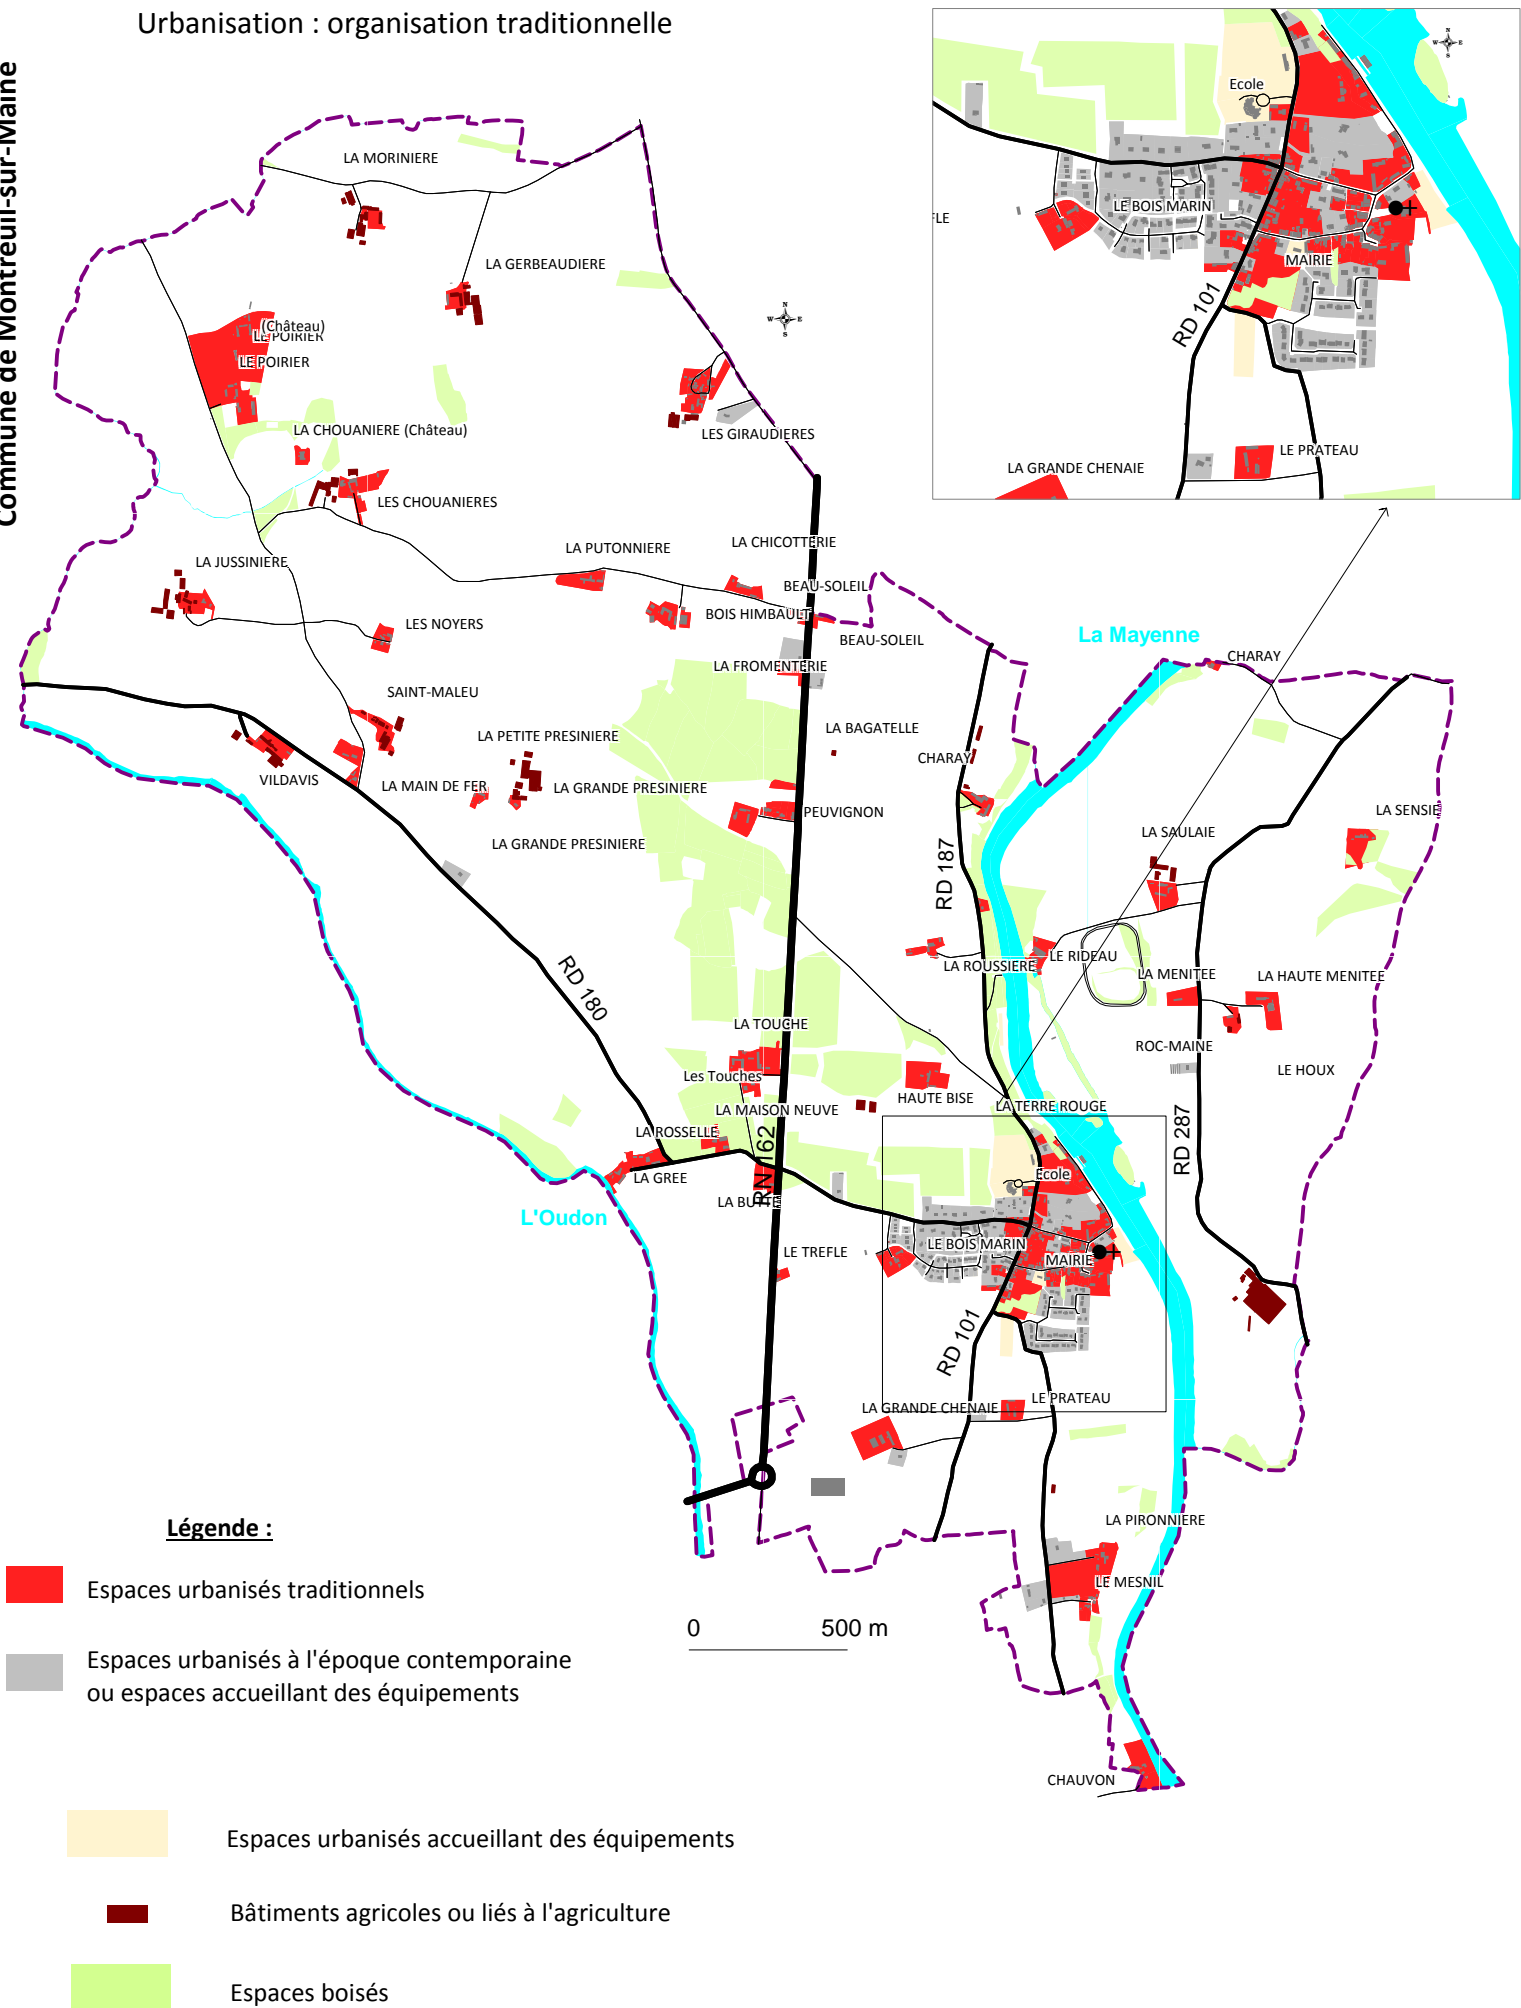 Urbanisation : organisation traditionnelle
Commune de Montreuil-sur-Maine
N
W E
S
Ecole
LE BOIS MARIN
FLE
MAIRIE
RD 101
LE PRATEAU
LA GRANDE CHENAIE
LA MORINIERE
LA GERBEAUDIERE
N
W E
S
(Château)
LE POIRIER
LE POIRIER
LA CHOUANIERE (Château)
LES GIRAUDIERES
LES CHOUANIERES
LA CHICOTTERIE
LA PUTONNIERE
LA JUSSINIERE
BEAU-SOLEIL
BOIS HIMBAULT
LES NOYERS
BEAU-SOLEIL
La Mayenne
CHARAY
LA FROMENTERIE
SAINT-MALEU
LA BAGATELLE
LA PETITE PRESINIERE
CHARAY
VILDAVIS
LA MAIN DE FER
LA GRANDE PRESINIERE
PEUVIGNON
LA SENSIE
LA SAULAIE
LA GRANDE PRESINIERE
RD 187
LE RIDEAU
LA ROUSSIERE
LA MENITEE
LA HAUTE MENITEE
RD 180
LA TOUCHE
ROC-MAINE
LE HOUX
Les Touches
HAUTE BISE
LA TERRE ROUGE
LA MAISON NEUVE
LA ROSSELLE
RD 287
RN 162
Ecole
LA GREE
LA BUTTE
L'Oudon
LE BOIS MARIN
LE TREFLE
MAIRIE
RD 101
LE PRATEAU
LA GRANDE CHENAIE
LA PIRONNIERE
Légende :
LE MESNIL
Espaces urbanisés traditionnels
0 500 m
Espaces urbanisés à l'époque contemporaine
ou espaces accueillant des équipements
CHAUVON
Espaces urbanisés accueillant des équipements
Bâtiments agricoles ou liés à l'agriculture
Espaces boisés